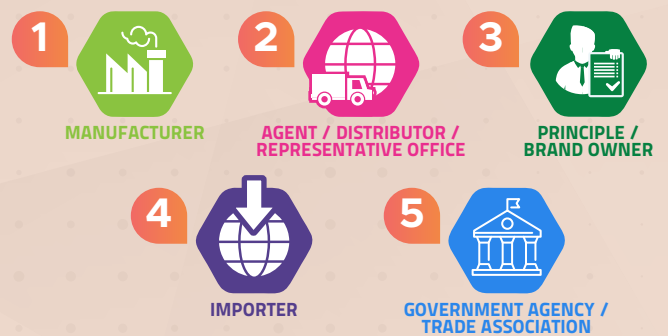 1
MANUFACTURER
2
AGENT / DISTRIBUTOR /
REPRESENTATIVE OFFICE
3
PRINCIPLE /
BRAND OWNER
4
IMPORTER
5
GOVERNMENT AGENCY /
TRADE ASSOCIATION